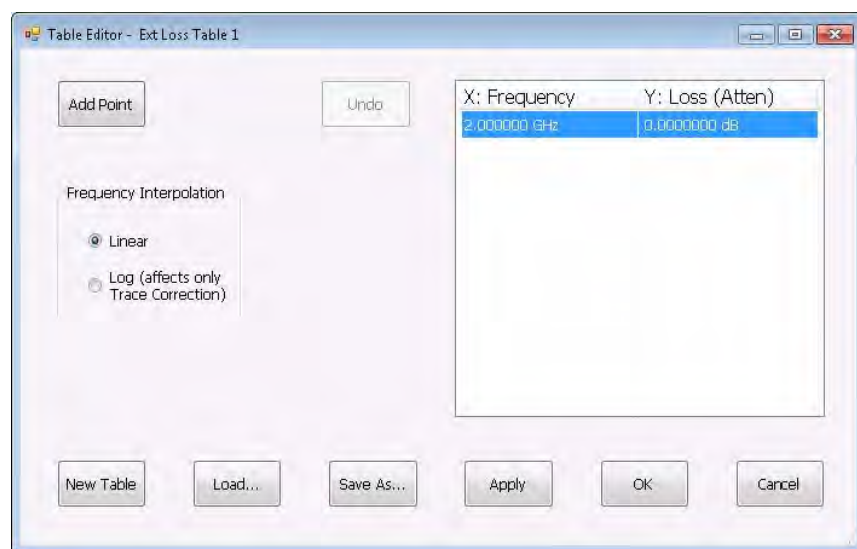 Table Editor - Ext Loss Table 1
Add Point
Undo
X: Frequency Y: Loss (Atten)
2.000000 GHz 0.0000000 dB
Frequency Interpolation
Linear
Log (affects only
Trace Correction)
New Table Load... Save As... Apply OK Cancel